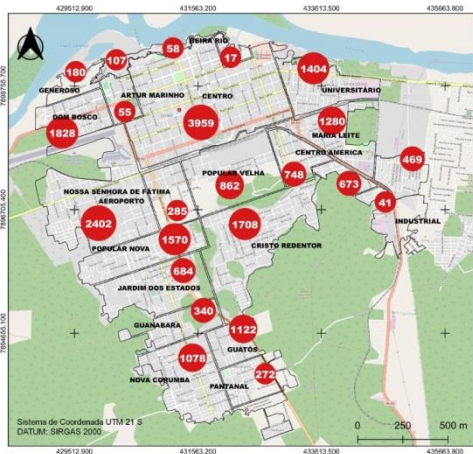 429512.900 431563.200 433613.500 435663.800
7898755.700
7896705.400
7894655.100
58
BEIRA RIO
107
17
180
1404
GENEROSO
ARTUR MARINHO
CENTRO
UNIVERSITÁRIO
DOM BOSCO
55
1828
3959
1280
MARIA LEITE
CENTRO AMERICA
469
POPULAR VELHA
748
862
673
NOSSA SENHORA DE FÁTIMA
AEROPORTO
285
41
2402
1708
INDUSTRIAL
1570
POPULAR NOVA
CRISTO REDENTOR
684
JARDIM DOS ESTADOS
340
GUANABARA
1122
GUATÓS
1078
272
NOVA CORUMBA
PANTANAL
Sistema de Coordenada UTM 21 S
DATUM: SIRGAS 2000
0 250 500 m
429512.900 431563.200 433613.500 435663.800